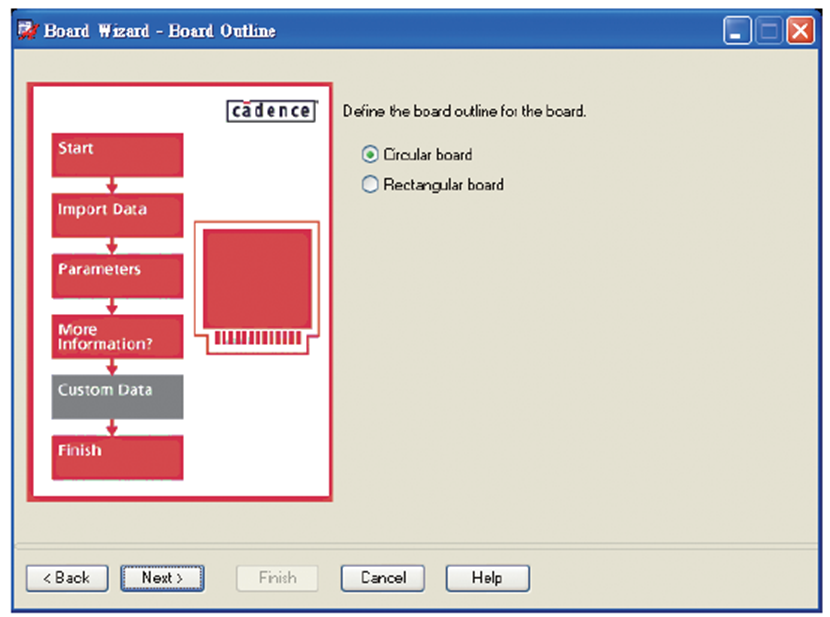 Board Wizard - Board Outline
cādence
Start
Import Data
Parameters
More
Information?
Custom Data
Finish
Define the board outline for the board.
Circular board
Rectangular board
< Back
Next >
Finish
Cancel
Help